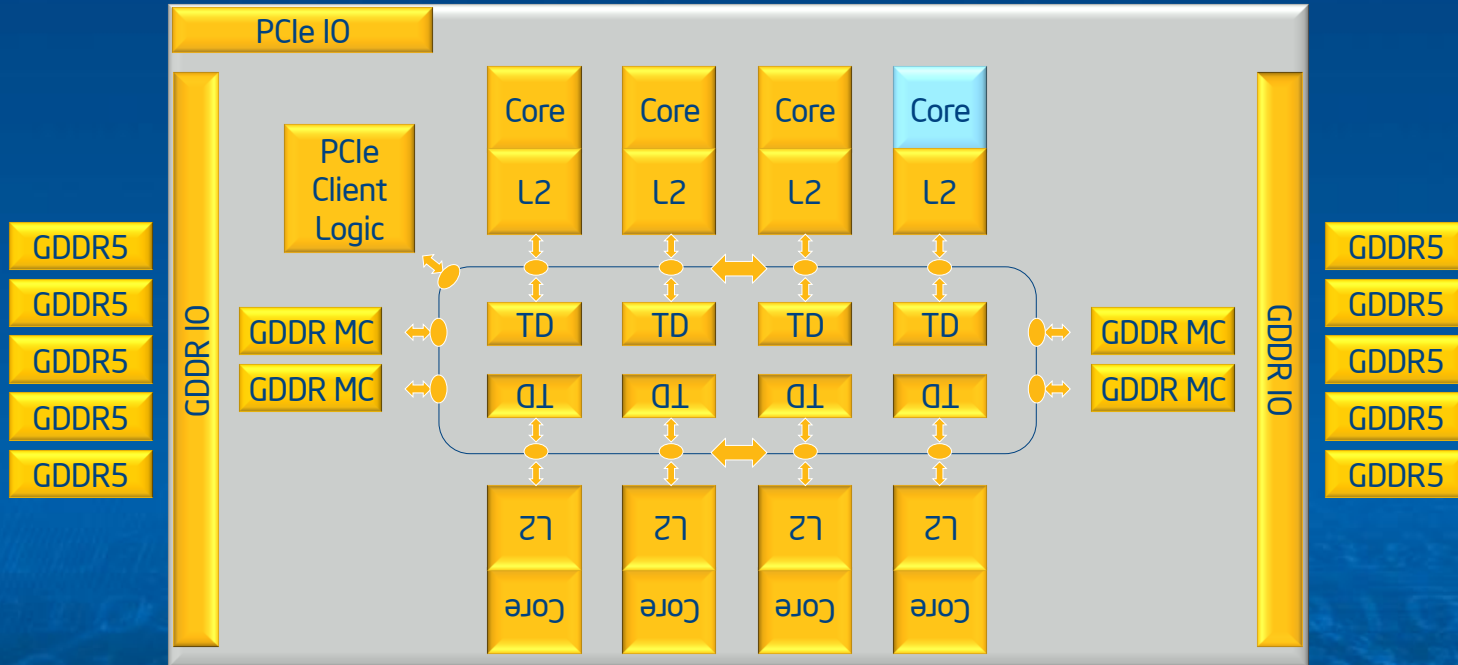 PCIe IO
Core
Core
Core
Core
PCIe
Client
Logic
L2
L2
L2
L2
GDDR5
GDDR5
GDDR5
GDDR5
GDDR5
GDDR IO
GDDR MC
GDDR MC
TD
TD
TD
TD
TD
TD
TD
TD
GDDR MC
GDDR MC
GDDR IO
GDDR5
GDDR5
GDDR5
GDDR5
GDDR5
L2
L2
L2
L2
Core
Core
Core
Core